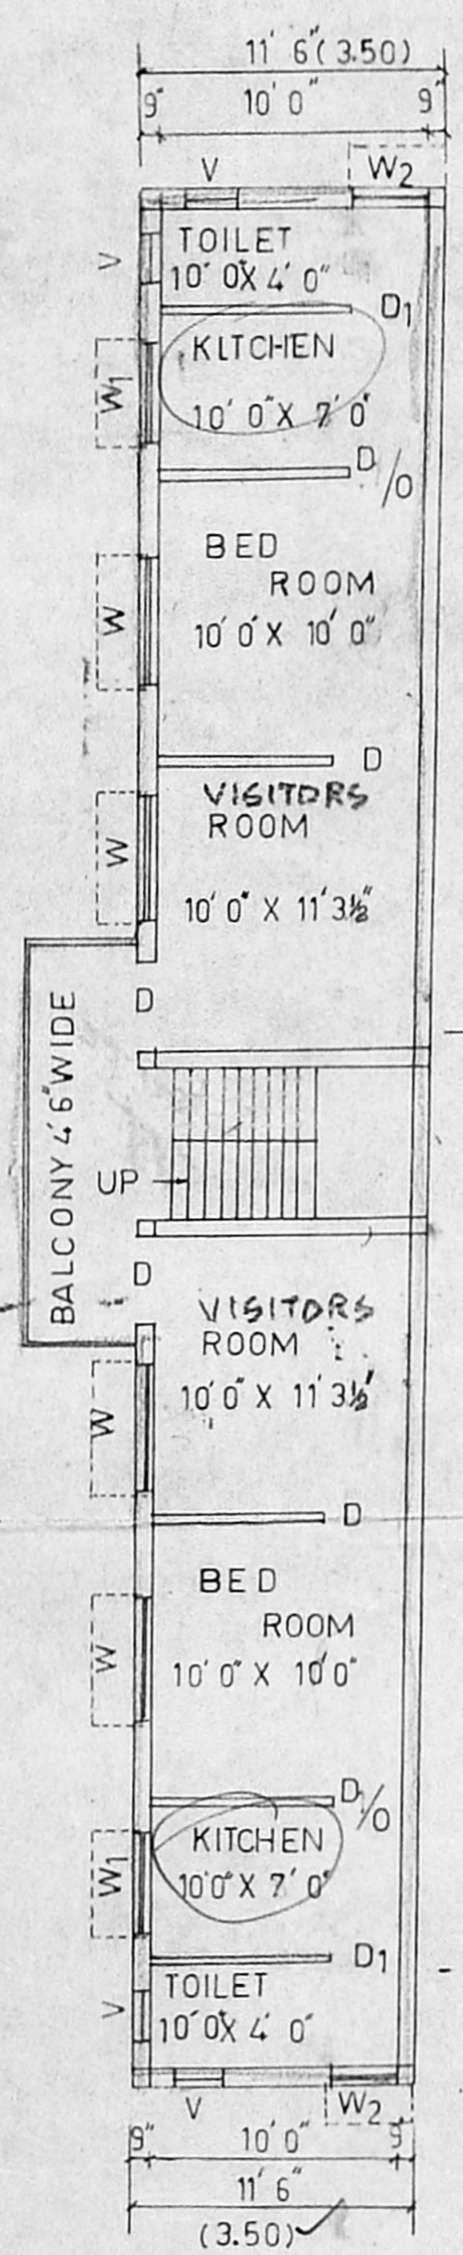 11' 6"(3.50)
9" 10' 0" 9"
V W2
V
TOILET
10' 0"X 4' 0"
D1
KITCHEN
W1
10' 0"X 7' 0"
D/O
BED
ROOM
W
10' 0"X 10' 0"
D
VISITORS
ROOM
W
10' 0" X 11' 3½"
D
BALCONY 4'6"WIDE
UP
D
VISITORS
ROOM
10' 0" X 11' 3½"
W
D
BED
ROOM
W
10' 0" X 10' 0"
D/O
KITCHEN
W1
10' 0"X 7' 0"
D1
TOILET
V
10' 0"X 4' 0"
V W2
9" 10' 0" 9"
11' 6"
(3.50)